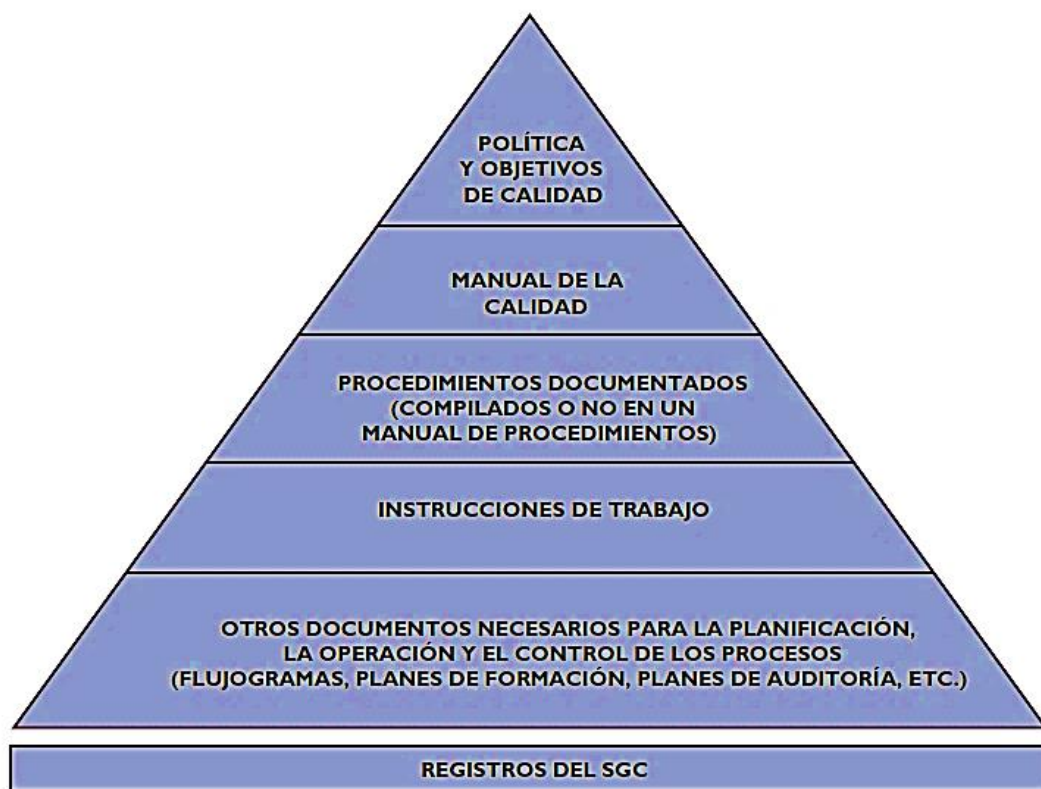 POLÍTICA
Y OBJETIVOS
DE CALIDAD
MANUAL DE LA
CALIDAD
PROCEDIMIENTOS DOCUMENTADOS
(COMPILADOS O NO EN UN
MANUAL DE PROCEDIMIENTOS)
INSTRUCCIONES DE TRABAJO
OTROS DOCUMENTOS NECESARIOS PARA LA PLANIFICACIÓN,
LA OPERACIÓN Y EL CONTROL DE LOS PROCESOS
(FLUJOGRAMAS, PLANES DE FORMACIÓN, PLANES DE AUDITORÍA, ETC.)
REGISTROS DEL SGC